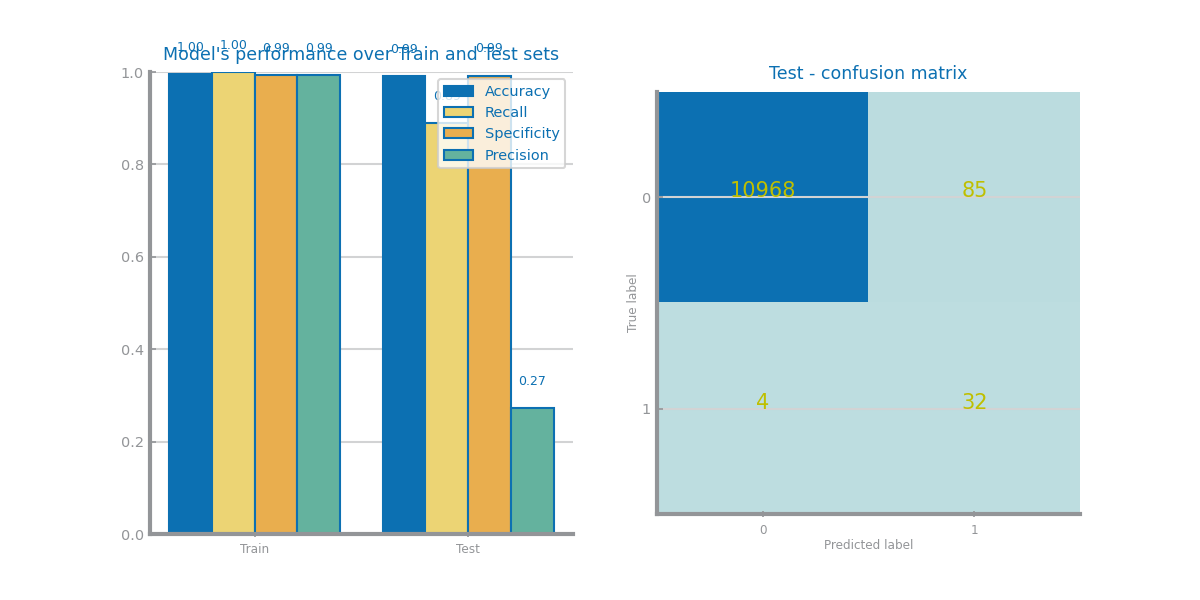 Model's performance over Train and Test sets
1.00 1.00 0.99 0.99 0.99 0.99
1.0
0.8
0.6
0.4
0.2
0.0
Accuracy
Recall
Specificity
Precision
0.27
Train Test
Test - confusion matrix
True label
0
1
10968 85
4 32
0 1
Predicted label